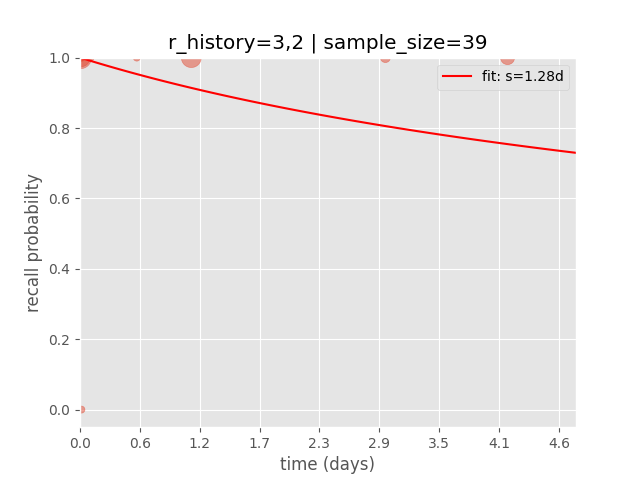 r_history=3,2 | sample_size=39
fit: s=1.28d
recall probability
1.0
0.8
0.6
0.4
0.2
0.0
0.0 0.6 1.2 1.7 2.3 2.9 3.5 4.1 4.6
time (days)